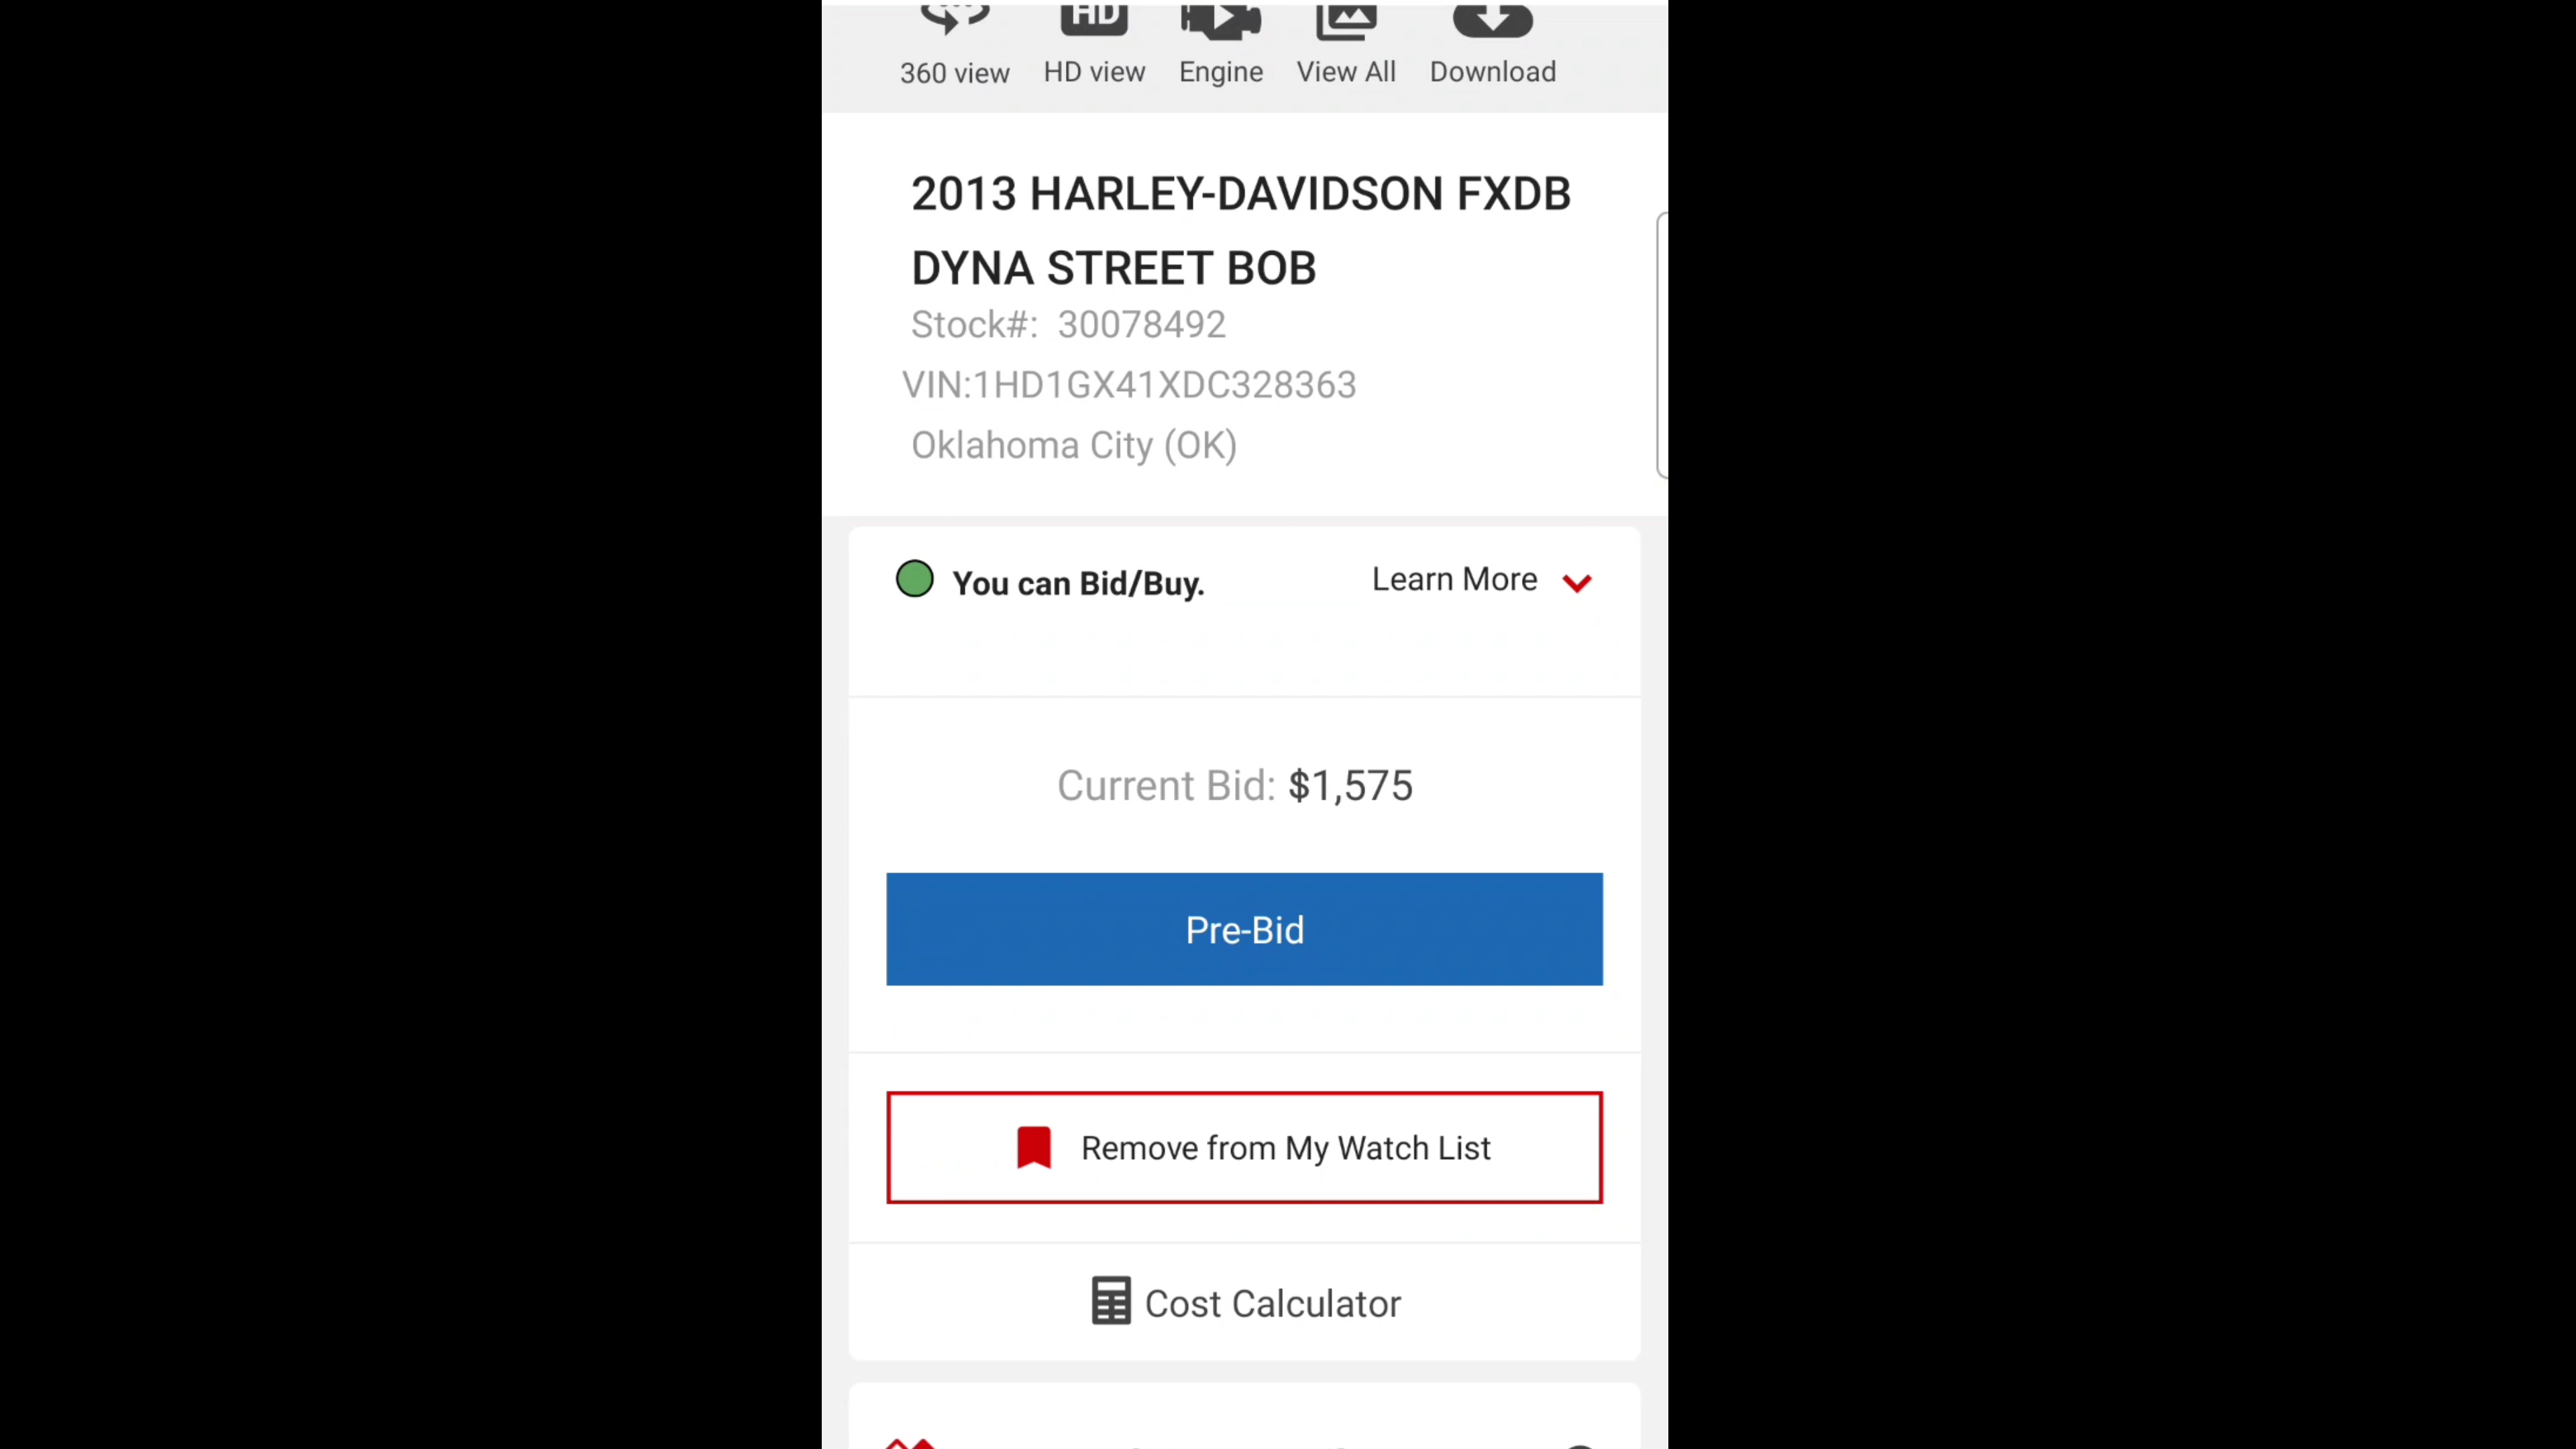 HD
360 view HD view Engine View All Download
2013 HARLEY-DAVIDSON FXDB
DYNA STREET BOB
Stock#: 30078492
VIN:1HD1GX41XDC328363
Oklahoma City (OK)
You can Bid/Buy. Learn More
Current Bid: $1,575
Pre-Bid
Remove from My Watch List
Cost Calculator